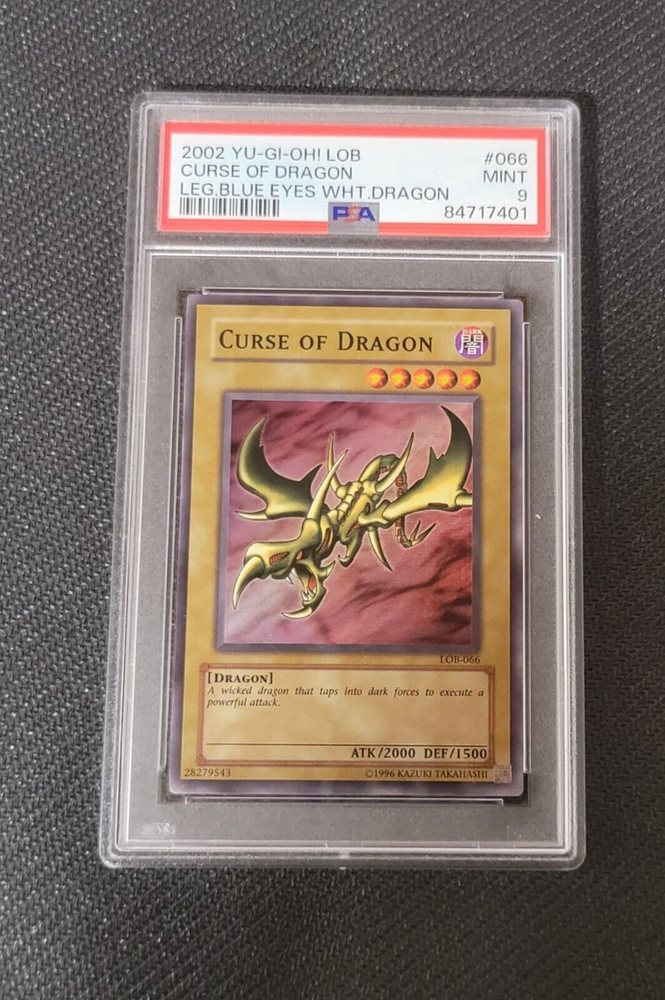 2002 YU-GI-OH! LOB #066
CURSE OF DRAGON MINT
LEG.BLUE EYES WHT.DRAGON 9
PSA 84717401
CURSE OF DRAGON
DARK
闇
LOB-066
[DRAGON]
A wicked dragon that taps into dark forces to execute a
powerful attack.
ATK/2000 DEF/1500
28279543 ©1996 KAZUKI TAKAHASHI